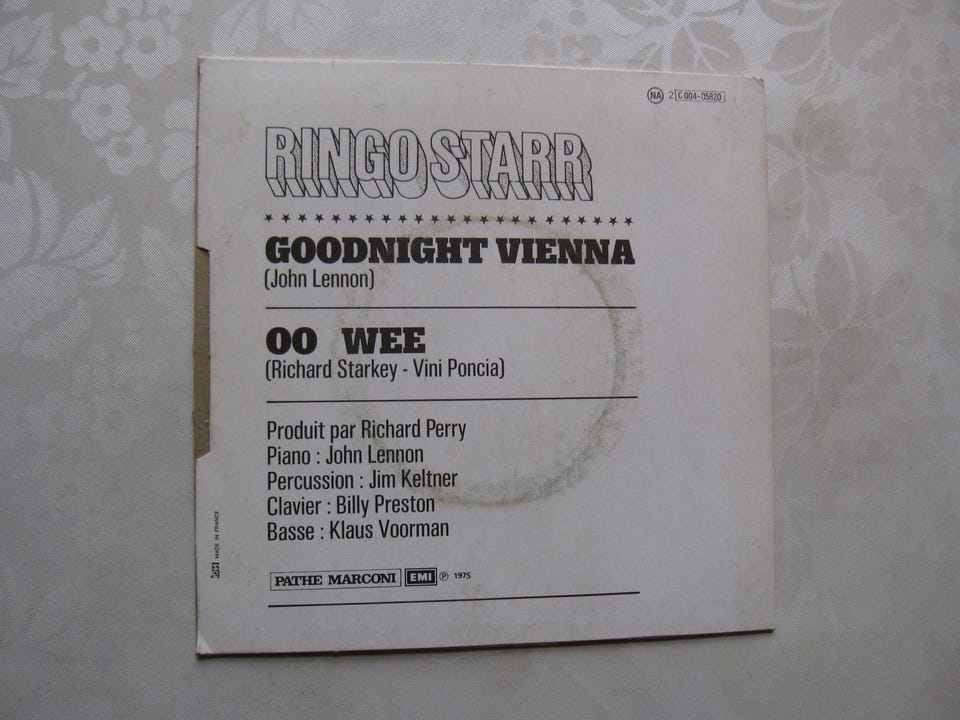 NA 2 C 004-05820
RINGO STARR
GOODNIGHT VIENNA
(John Lennon)
OO WEE
(Richard Starkey - Vini Poncia)
Produit par Richard Perry
Piano : John Lennon
Percussion : Jim Keltner
Clavier : Billy Preston
Basse : Klaus Voorman
MADE IN FRANCE
PATHE MARCONI EMI ℗ 1975